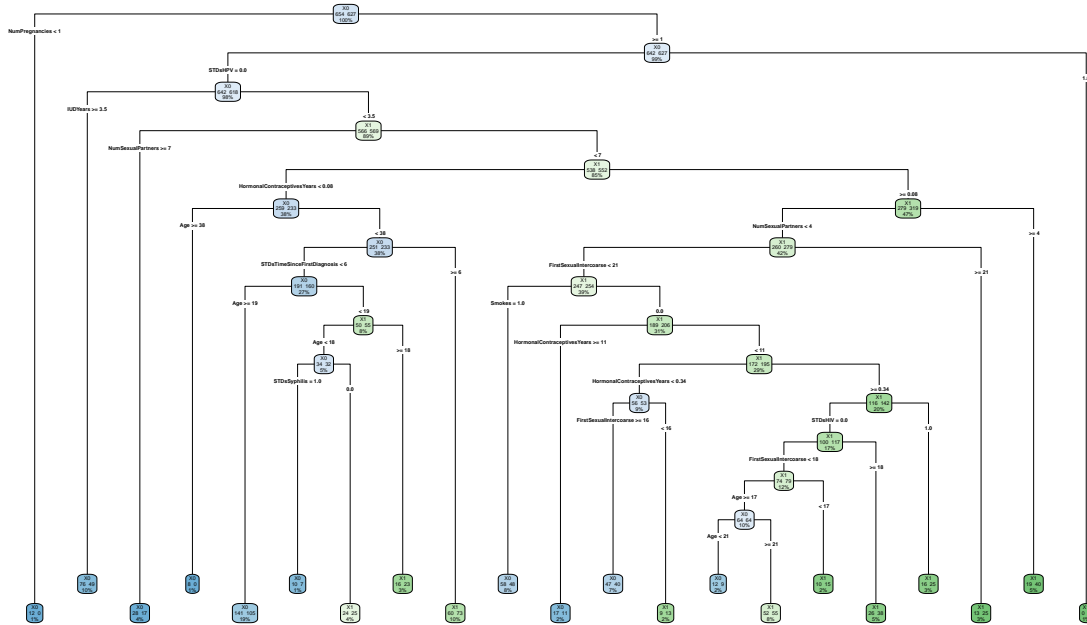 X0
654 627
100%
NumPregnancies < 1
>= 1
X0
642 627
99%
STDsHPV = 0.0
1.
X0
642 618
98%
IUDYears >= 3.5
< 3.5
X1
566 569
89%
NumSexualPartners >= 7
< 7
X1
538 552
85%
HormonalContraceptivesYears < 0.08
>= 0.08
X0
259 233
38%
X1
279 319
47%
Age >= 38
< 38
NumSexualPartners < 4
>= 4
X0
251 233
38%
X1
260 279
42%
STDsTimeSinceFirstDiagnosis < 6
>= 6
FirstSexualIntercoarse < 21
>= 21
X0
191 160
27%
X1
247 254
39%
Age >= 19
< 19
Smokes = 1.0
0.0
X1
50 55
8%
X1
189 206
31%
Age < 18
>= 18
HormonalContraceptivesYears >= 11
< 11
X0
34 32
5%
X1
172 195
29%
STDsSyphilis = 1.0
0.0
HormonalContraceptivesYears < 0.34
>= 0.34
X0
56 53
9%
X1
116 142
20%
FirstSexualIntercoarse >= 16
< 16
STDsHIV = 0.0
1.0
X1
100 117
17%
FirstSexualIntercoarse < 18
>= 18
X1
74 79
12%
Age >= 17
< 17
X0
64 64
10%
Age < 21
>= 21
X0
76 49
10%
X0
8 0
1%
X0
10 7
1%
X1
16 23
3%
X0
58 48
8%
X0
47 40
7%
X0
12 9
2%
X1
10 15
2%
X1
16 25
3%
X1
19 40
5%
X0
12 0
1%
X0
28 17
4%
X0
141 105
19%
X1
24 25
4%
X1
60 73
10%
X0
17 11
2%
X1
9 13
2%
X1
52 55
8%
X1
26 38
5%
X1
13 25
3%